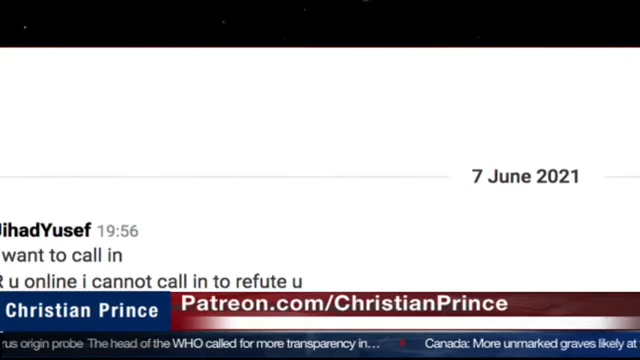 7 June 2021
JihadYusef 19:56
want to call in
R u online i cannot call in to refute u
Christian Prince
Patreon.com/ChristianPrince
rus origin probe The head of the WHO called for more transparency in… Canada: More unmarked graves likely at